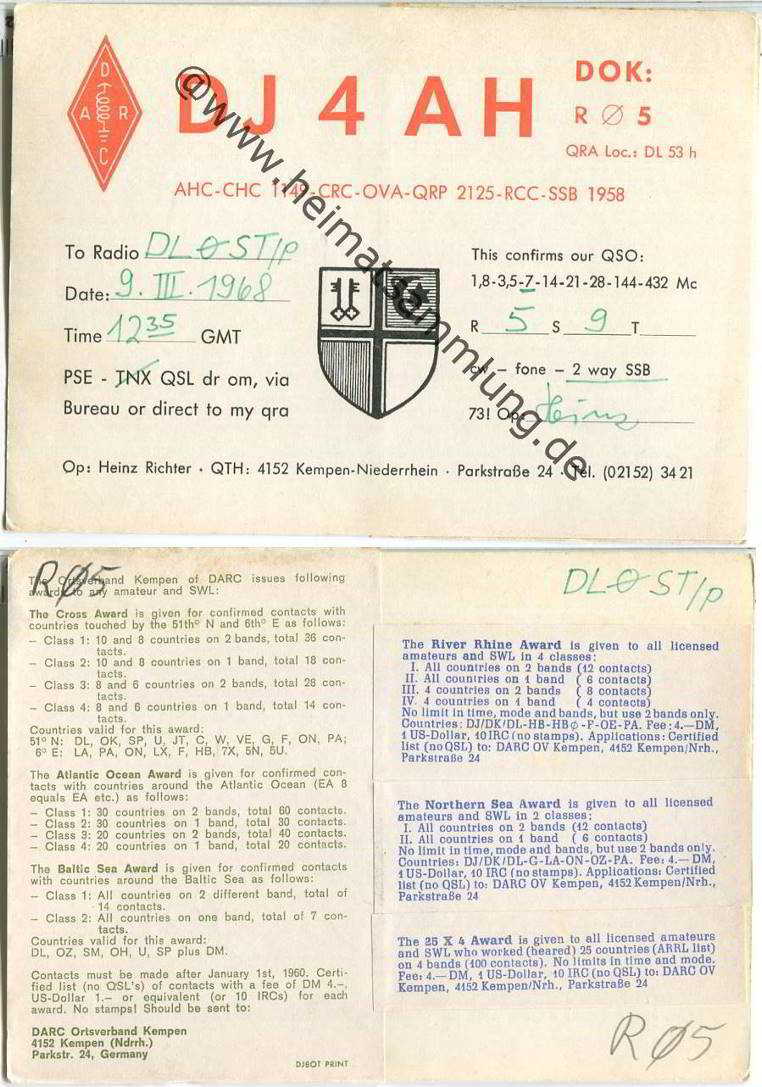 D
A R
C
DJ 4 AH
DOK:
R Ø 5
QRA Loc.: DL 53 h
AHC-CHC 1149-CRC-OVA-QRP 2125-RCC-SSB 1958
To Radio DLØST/p
Date: 9. III. 1968
Time 12 35 GMT
PSE - TNX QSL dr om, via
Bureau or direct to my qra
This confirms our QSO:
1,8-3,5-7-14-21-28-144-432 Mc
R 5 S 9 T
cw - fone - 2 way SSB
73! Op: Heinz
Op: Heinz Richter · QTH: 4152 Kempen-Niederrhein · Parkstraße 24 · Tel. (02152) 34 21
@www.heimatsammlung.de
RØ5
The Ortsverband Kempen of DARC issues following
awards to any amateur and SWL:
The Cross Award is given for confirmed contacts with
countries touched by the 51th° N and 6th° E as follows:
– Class 1: 10 and 8 countries on 2 bands, total 36 con-
tacts.
– Class 2: 10 and 8 countries on 1 band, total 18 con-
tacts.
– Class 3: 8 and 6 countries on 2 bands, total 28 con-
tacts.
– Class 4: 8 and 6 countries on 1 band, total 14 con-
tacts.
Countries valid for this award:
51° N: DL, OK, SP, U, JT, C, W, VE, G, F, ON, PA;
6° E: LA, PA, ON, LX, F, HB, 7X, 5N, 5U.
The Atlantic Ocean Award is given for confirmed con-
tacts with countries around the Atlantic Ocean (EA 8
equals EA etc.) as follows:
– Class 1: 30 countries on 2 bands, total 60 contacts.
– Class 2: 30 countries on 1 band, total 30 contacts.
– Class 3: 20 countries on 2 bands, total 40 contacts.
– Class 4: 20 countries on 1 band, total 20 contacts.
The Baltic Sea Award is given for confirmed contacts
with countries around the Baltic Sea as follows:
– Class 1: All countries on 2 different band, total of
14 contacts.
– Class 2: All countries on one band, total of 7 con-
tacts.
Countries valid for this award:
DL, OZ, SM, OH, U, SP plus DM.
Contacts must be made after January 1st, 1960. Certi-
fied list (no QSL's) of contacts with a fee of DM 4.–,
US-Dollar 1.– or equivalent (or 10 IRCs) for each
award. No stamps! Should be sent to:
DARC Ortsverband Kempen
4152 Kempen (Ndrrh.)
Parkstr. 24, Germany
DJ8OT PRINT
DLØST/p
The River Rhine Award is given to all licensed
amateurs and SWL in 4 classes:
I. All countries on 2 bands (12 contacts)
II. All countries on 1 band ( 6 contacts)
III. 4 countries on 2 bands ( 8 contacts)
IV. 4 countries on 1 band ( 4 contacts)
No limit in time, mode and bands, but use 2 bands only.
Countries: DJ/DK/DL-HB-HBØ-F-OE-PA. Fee: 4.—DM,
1 US-Dollar, 10 IRC (no stamps). Applications: Certified
list (no QSL) to: DARC OV Kempen, 4152 Kempen/Nrh.,
Parkstraße 24
The Northern Sea Award is given to all licensed
amateurs and SWL in 2 classes:
I. All countries on 2 bands (12 contacts)
II. All countries on 1 band ( 6 contacts)
No limit in time, mode and bands, but use 2 bands only.
Countries: DJ/DK/DL-G-LA-ON-OZ-PA. Fee: 4.— DM,
1 US-Dollar, 10 IRC (no stamps). Applications: Certified
list (no QSL) to: DARC OV Kempen, 4152 Kempen/Nrh.,
Parkstraße 24
The 25 X 4 Award is given to all licensed amateurs
and SWL who worked (heared) 25 countries (ARRL list)
on 4 bands (100 contacts). No limits in time and mode.
Fee: 4.— DM, 1 US-Dollar, 10 IRC (no QSL) to: DARC OV
Kempen, 4152 Kempen/Nrh., Parkstraße 24
RØ5